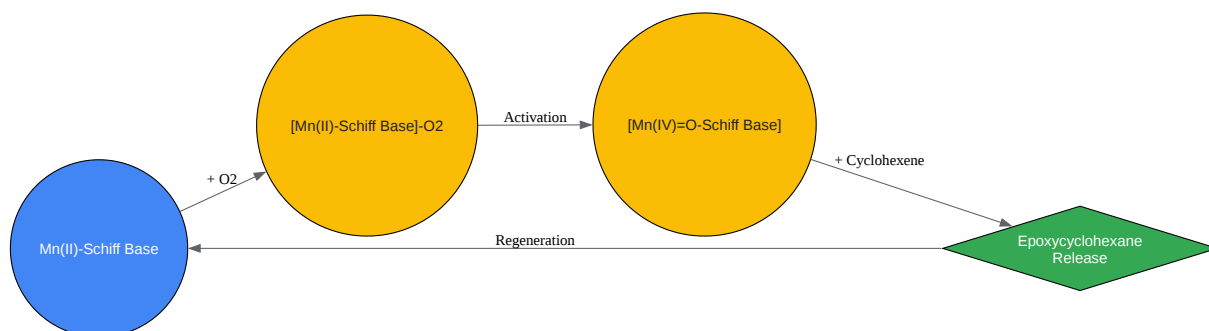 Mn(II)-Schiff Base
+ O2
[Mn(II)-Schiff Base]-O2
Activation
[Mn(IV)=O-Schiff Base]
+ Cyclohexene
Epoxycyclohexane
Release
Regeneration